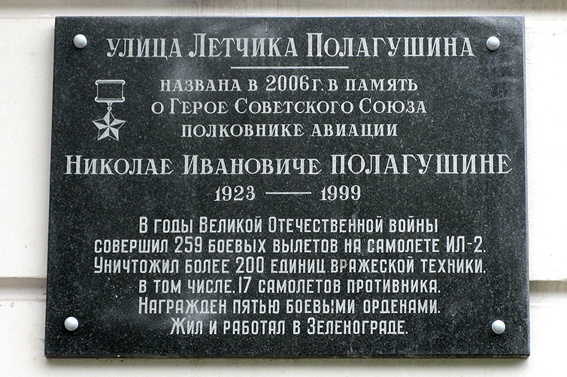 Улица Летчика Полагушина
названа в 2006 г. в память
о Герое Советского Союза
полковнике авиации
Николае Ивановиче ПОЛАГУШИНЕ
1923 — 1999
В годы Великой Отечественной войны
совершил 259 боевых вылетов на самолете ИЛ-2.
Уничтожил более 200 единиц вражеской техники,
в том числе, 17 самолетов противника.
Награжден пятью боевыми орденами.
Жил и работал в Зеленограде.